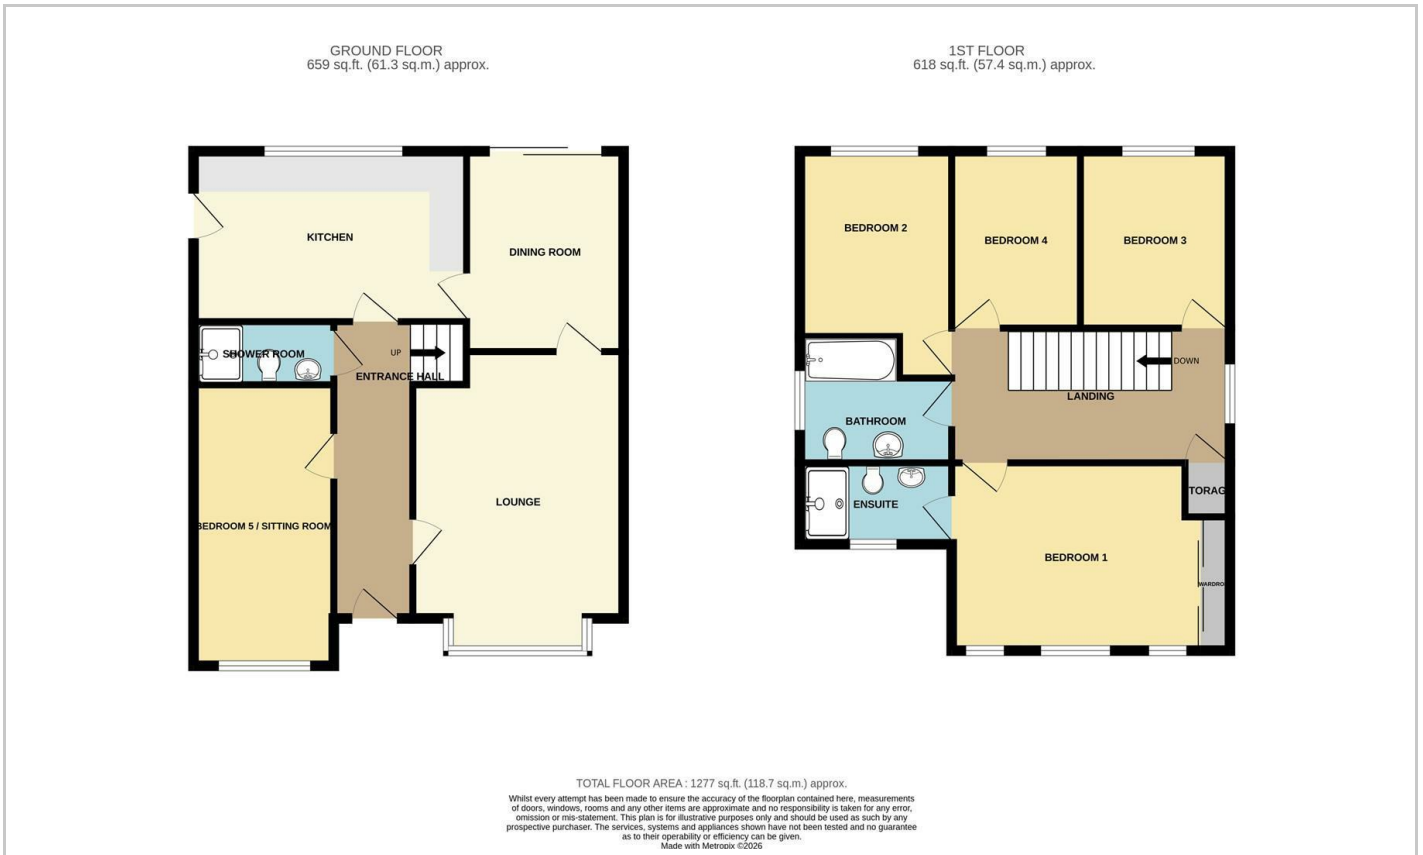 GROUND FLOOR
659 sq.ft. (61.3 sq.m.) approx.
KITCHEN
DINING ROOM
SHOWER ROOM
UP
ENTRANCE HALL
LOUNGE
BEDROOM 5 / SITTING ROOM
1ST FLOOR
618 sq.ft. (57.4 sq.m.) approx.
BEDROOM 2
BEDROOM 4
BEDROOM 3
DOWN
LANDING
BATHROOM
ENSUITE
TORAG
BEDROOM 1
WARDRO
TOTAL FLOOR AREA : 1277 sq.ft. (118.7 sq.m.) approx.
Whilst every attempt has been made to ensure the accuracy of the floorplan contained here, measurements
of doors, windows, rooms and any other items are approximate and no responsibility is taken for any error,
omission or mis-statement. This plan is for illustrative purposes only and should be used as such by any
prospective purchaser. The services, systems and appliances shown have not been tested and no guarantee
as to their operability or efficiency can be given.
Made with Metropix ©2026